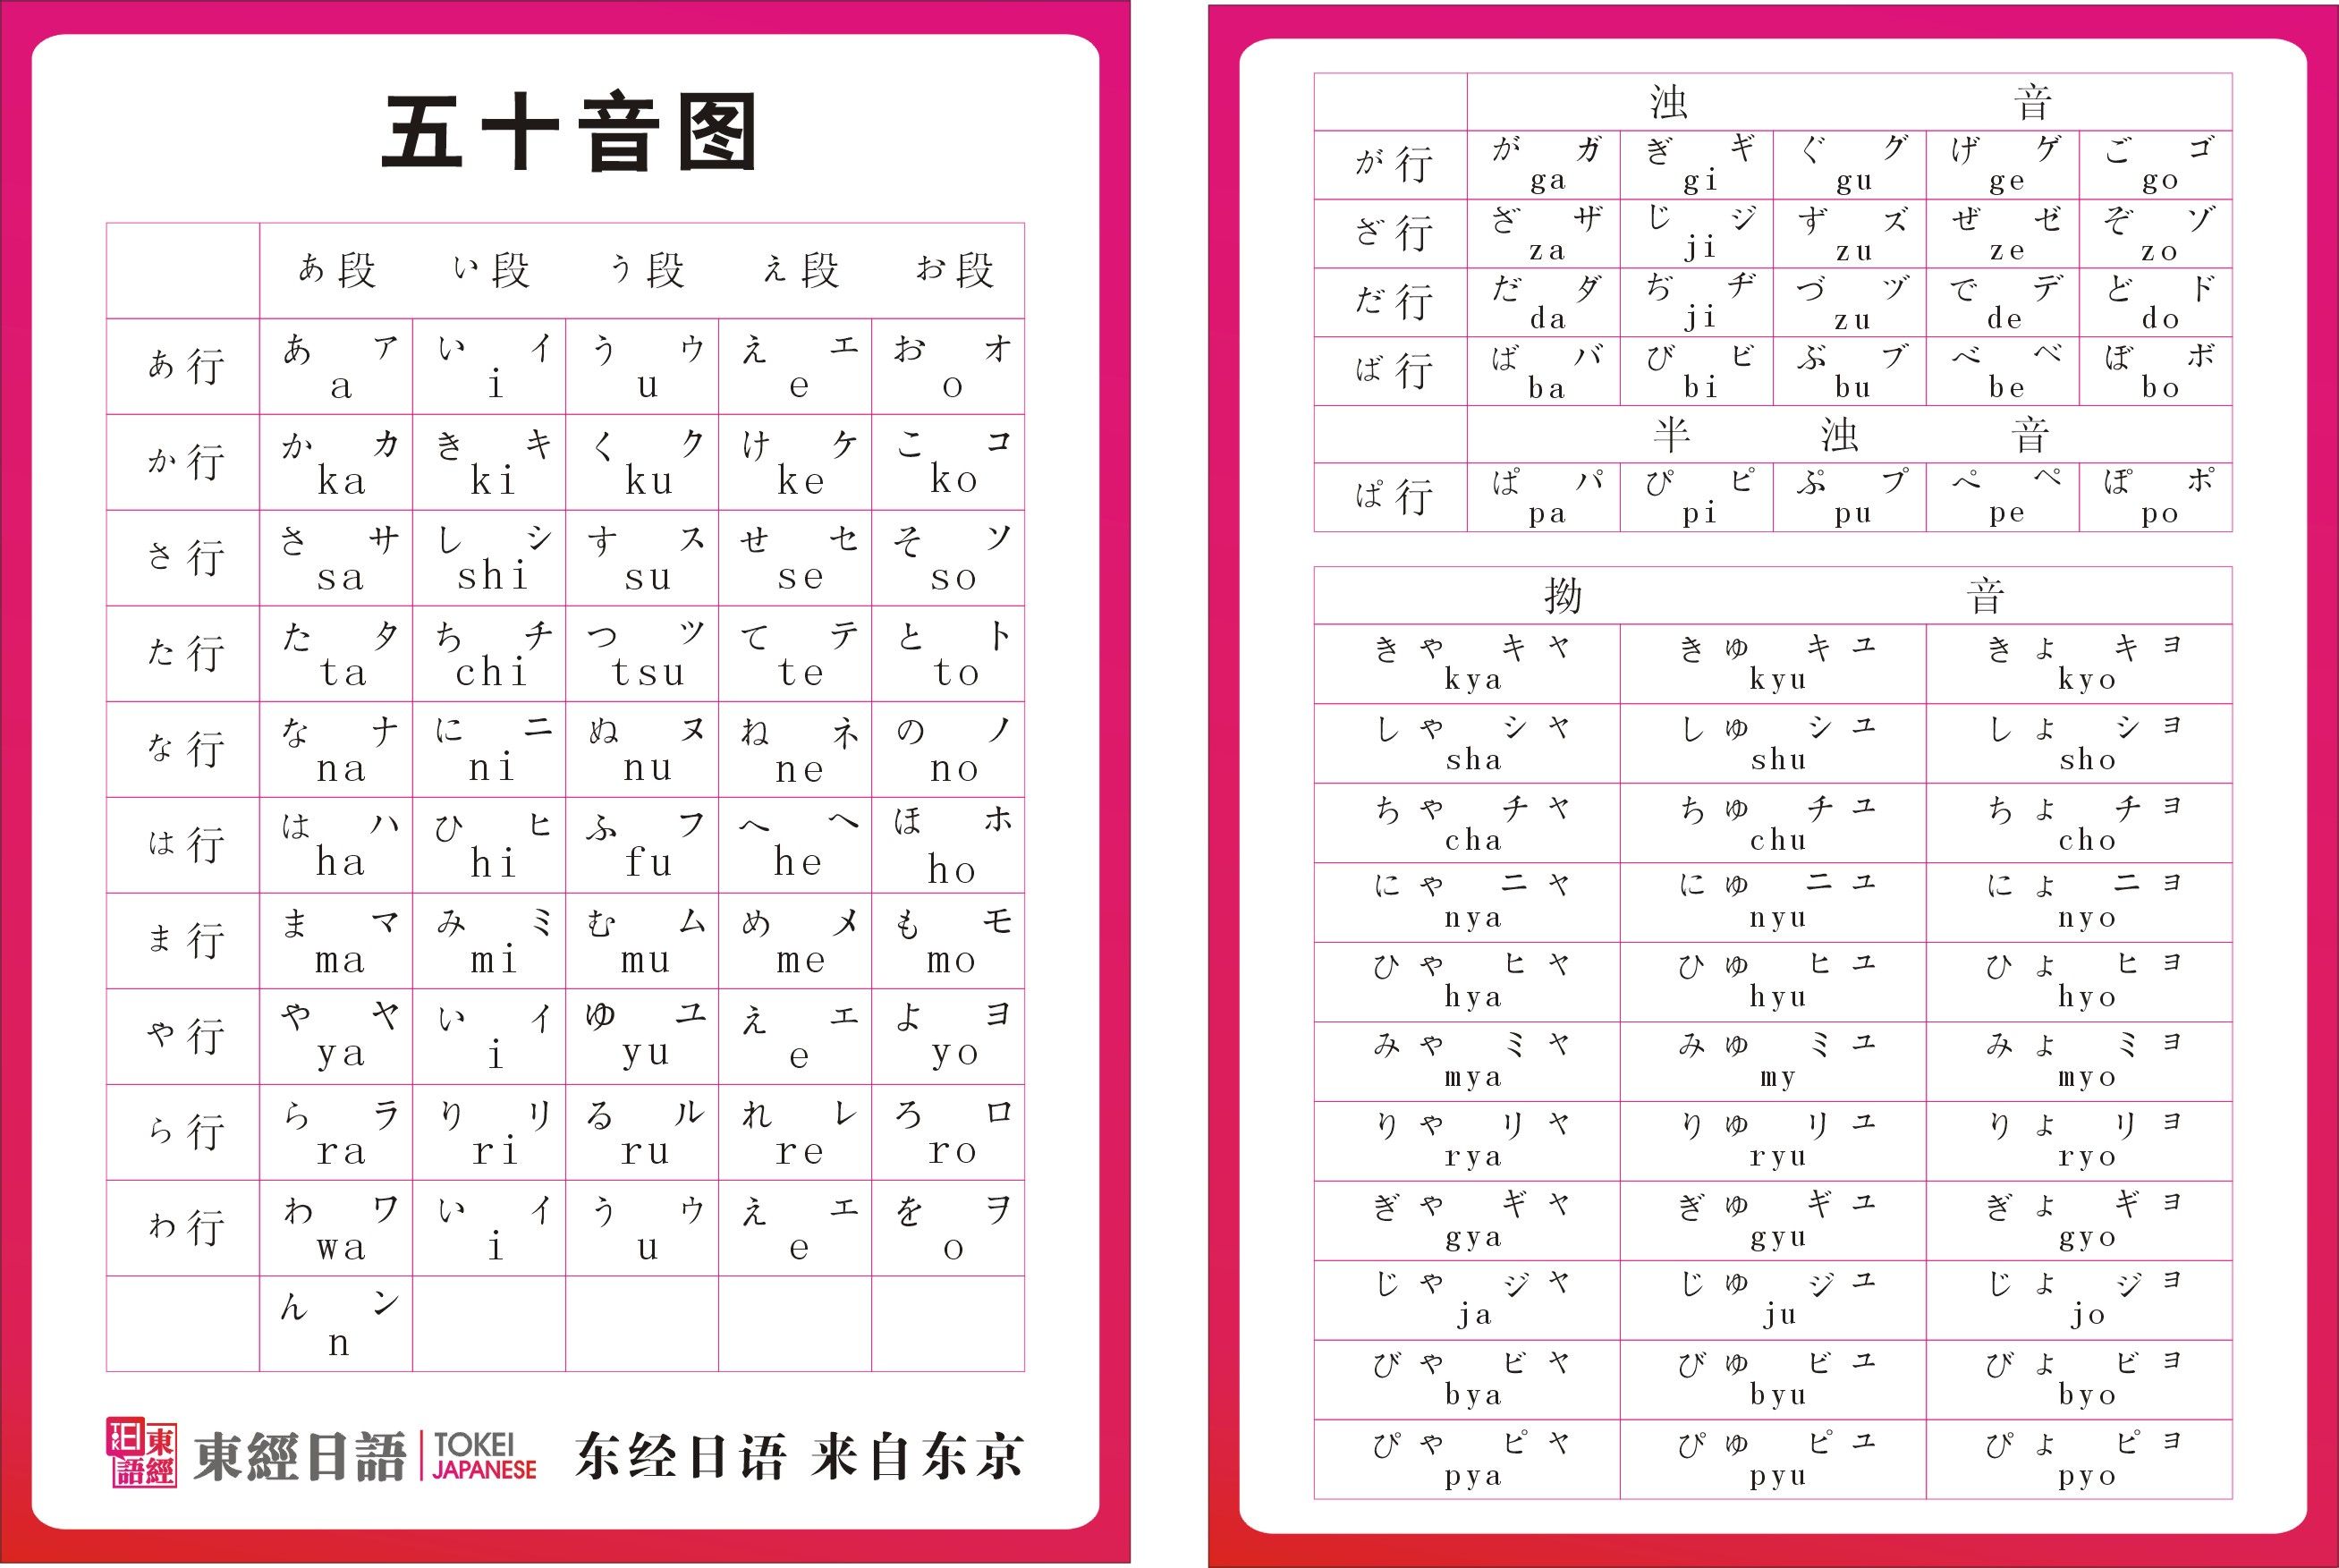 五十音图
あ段 い段 う段 え段 お段
あ行 あ ア い イ う ゥ え エ お オ
a i u e o
か行 か カ き キ く ク け ケ こ コ
ka ki ku ke ko
さ行 さ サ し シ す ス せ セ そ ソ
sa shi su se so
た行 た タ ち チ つ ツ て テ と ト
ta chi tsu te to
な行 な ナ に ニ ぬ ヌ ね ネ の ノ
na ni nu ne no
は行 は ハ ひ ヒ ふ フ へ ヘ ほ ホ
ha hi fu he ho
ま行 ま マ み ミ む ム め メ も モ
ma mi mu me mo
や行 や ヤ い イ ゆ ユ え エ よ ヨ
ya i yu e yo
ら行 ら ラ り リ る ル れ レ ろ ロ
ra ri ru re ro
わ行 わ ワ い イ う ゥ え エ を ヲ
wa i u e o
ん ン
n
TOKEI 東經 語
東經日語 TOKEI JAPANESE 东经日语 来自东京
浊音
が行 が ガ ぎ ギ ぐ グ げ ゲ ご ゴ
ga gi gu ge go
ざ行 ざ ザ じ ジ ず ズ ぜ ゼ ぞ ゾ
za ji zu ze zo
だ行 だ ダ ぢ ヂ づ ヅ で デ ど ド
da ji zu de do
ば行 ば バ び ビ ぶ ブ べ ベ ぼ ボ
ba bi bu be bo
半浊音
ぱ行 ぱ パ ぴ ピ ぷ プ ぺ ペ ぽ ポ
pa pi pu pe po
拗音
きゃ キャ きゅ キュ きょ キョ
kya kyu kyo
しゃ シャ しゅ シュ しょ ショ
sha shu sho
ちゃ チャ ちゅ チュ ちょ チョ
cha chu cho
にゃ ニャ にゅ ニュ にょ ニョ
nya nyu nyo
ひゃ ヒャ ひゅ ヒュ ひょ ヒョ
hya hyu hyo
みゃ ミャ みゅ ミュ みょ ミョ
mya my myo
りゃ リャ りゅ リュ りょ リョ
rya ryu ryo
ぎゃ ギャ ぎゅ ギュ ぎょ ギョ
gya gyu gyo
じゃ ジャ じゅ ジュ じょ ジョ
ja ju jo
びゃ ビャ びゅ ビュ びょ ビョ
bya byu byo
ぴゃ ピャ ぴゅ ピュ ぴょ ピョ
pya pyu pyo